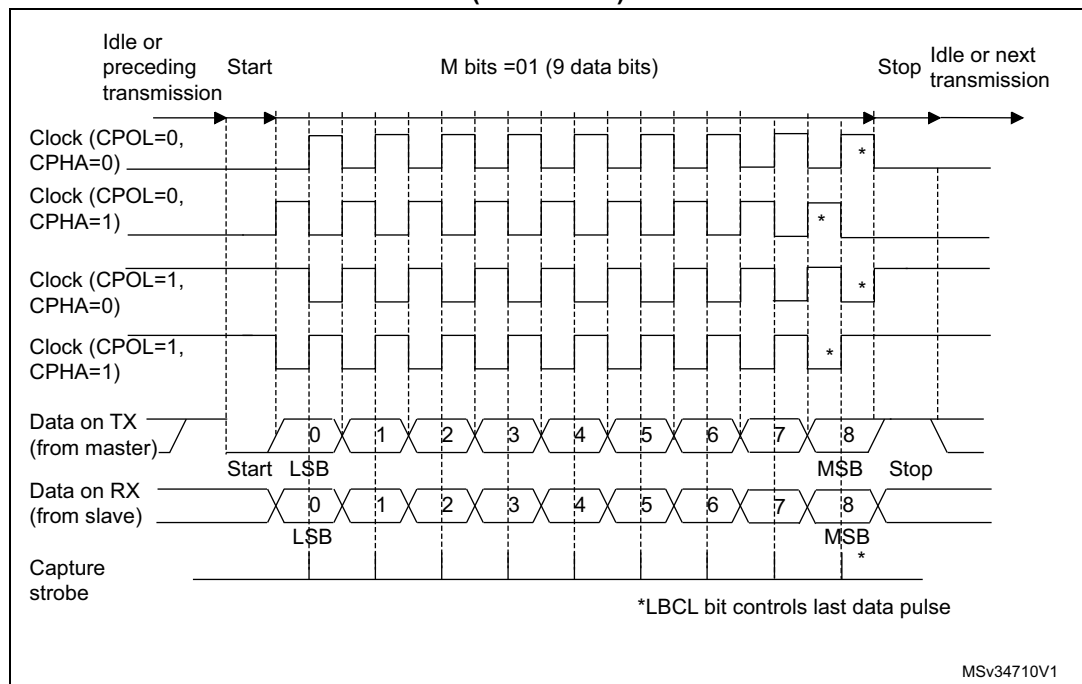 Idle or
preceding
transmission
Start
M bits =01 (9 data bits)
Stop
Idle or next
transmission
Clock (CPOL=0,
CPHA=0)
*
Clock (CPOL=0,
CPHA=1)
*
Clock (CPOL=1,
CPHA=0)
*
Clock (CPOL=1,
CPHA=1)
*
Data on TX
(from master)
0 1 2 3 4 5 6 7 8
Start LSB MSB Stop
Data on RX
(from slave)
0 1 2 3 4 5 6 7 8
LSB MSB
Capture
strobe
*
*LBCL bit controls last data pulse
MSv34710V1